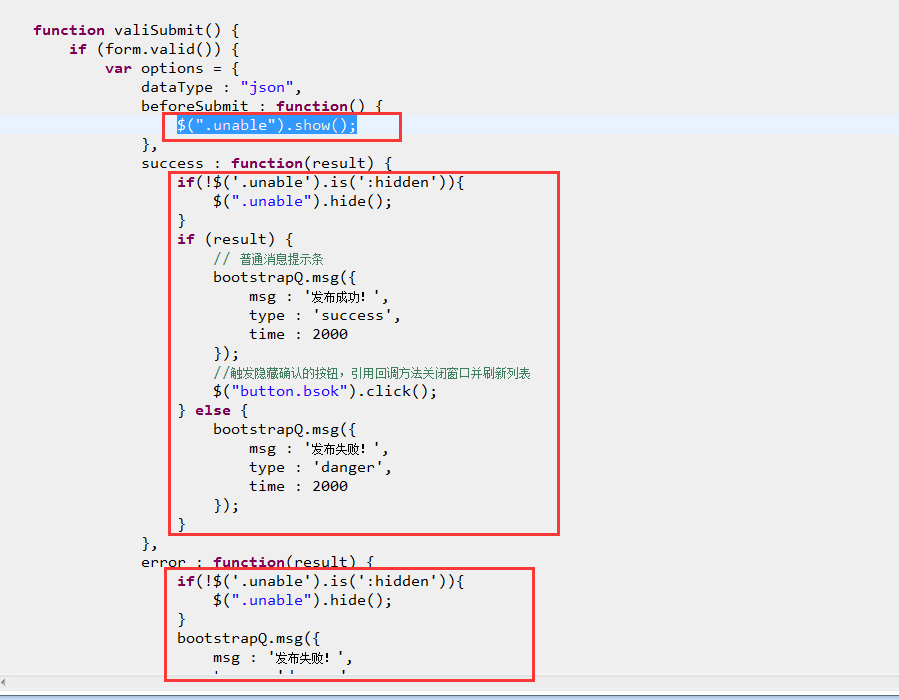 function valiSubmit() {
if (form.valid()) {
var options = {
dataType : "json",
beforeSubmit : function() {
$(".unable").show();
},
success : function(result) {
if(!$('.unable').is(':hidden')){
$(".unable").hide();
}
if (result) {
// 普通消息提示条
bootstrapQ.msg({
msg : '发布成功！',
type : 'success',
time : 2000
});
//触发隐藏确认的按钮，引用回调方法关闭窗口并刷新列表
$("button.bsok").click();
} else {
bootstrapQ.msg({
msg : '发布失败！',
type : 'danger',
time : 2000
});
}
},
error : function(result) {
if(!$('.unable').is(':hidden')){
$(".unable").hide();
}
bootstrapQ.msg({
msg : '发布失败！',